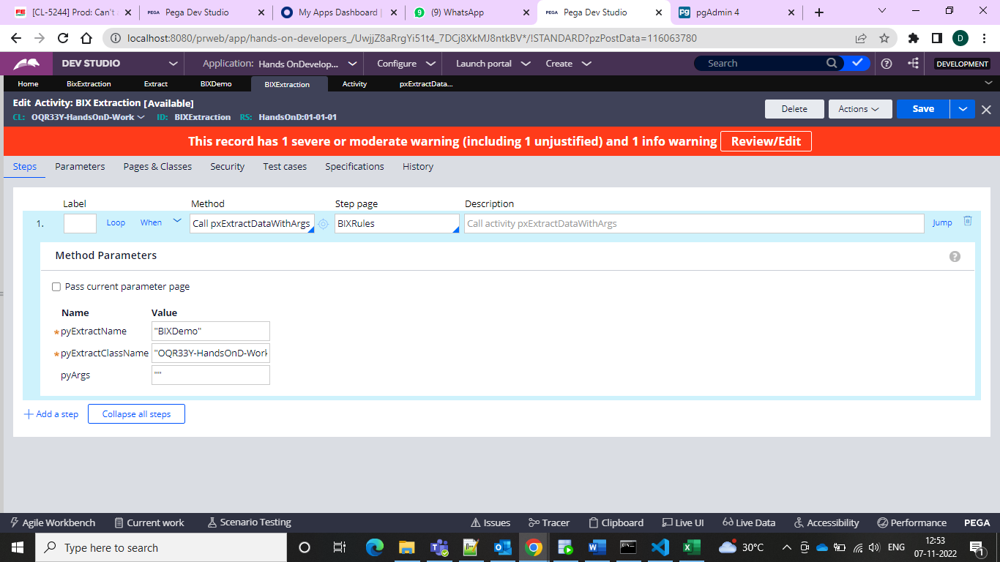 [CL-5244] Prod: Can't
Pega Dev Studio
My Apps Dashboard |
(9) WhatsApp
Pega Dev Studio
pgAdmin 4
localhost:8080/prweb/app/hands-on-developers_/UwjjZ8aRrgYi51t4_7DCj8XkMJ8ntkBV*/!STANDARD?pzPostData=116063780
DEV STUDIO
Application: Hands OnDevelop...
Configure
Launch portal
Create
Search
DEVELOPMENT
Home
BixExtraction
Extract
BIXDemo
BIXExtraction
Activity
pxExtractData...
Edit Activity: BIX Extraction [Available]
CL: OQR33Y-HandsOnD-Work ID: BIXExtraction RS: HandsOnD:01-01-01
Delete
Actions
Save
This record has 1 severe or moderate warning (including 1 unjustified) and 1 info warning Review/Edit
Steps
Parameters
Pages & Classes
Security
Test cases
Specifications
History
Label
Method
Step page
Description
1.
Loop
When
Call pxExtractDataWithArgs
BIXRules
Call activity pxExtractDataWithArgs
Jump
Method Parameters
?
Pass current parameter page
Name
Value
*pyExtractName
"BIXDemo"
*pyExtractClassName
"OQR33Y-HandsOnD-Work
pyArgs
""
+ Add a step
Collapse all steps
Agile Workbench
Current work
Scenario Testing
Issues
Tracer
Clipboard
Live UI
Live Data
Accessibility
Performance
PEGA
Type here to search
30°C
ENG
12:53
07-11-2022
1